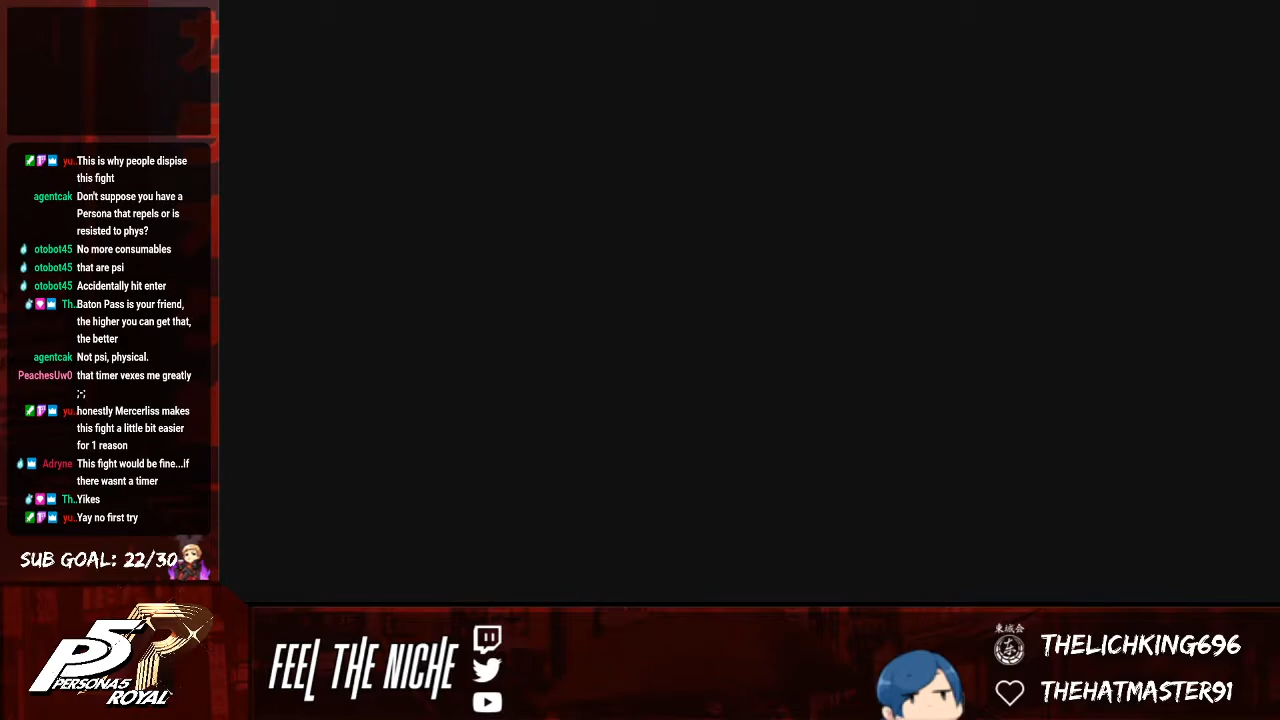 yu..This is why people dispise
this fight
agentcak Don't suppose you have a
Persona that repels or is
resisted to phys?
otobot45 No more consumables
otobot45 that are psi
otobot45 Accidentally hit enter
Th..Baton Pass is your friend,
the higher you can get that,
the better
agentcak Not psi, physical.
PeachesUw0 that timer vexes me greatly
;-;
yu..honestly Mercerliss makes
this fight a little bit easier
for 1 reason
Adryne This fight would be fine...if
there wasnt a timer
Th..Yikes
yu..Yay no first try
SUB GOAL: 22/30
P5R
PERSONA5
ROYAL
FEEL THE NICHE
東城会
THELICHKING696
THEHATMASTER91